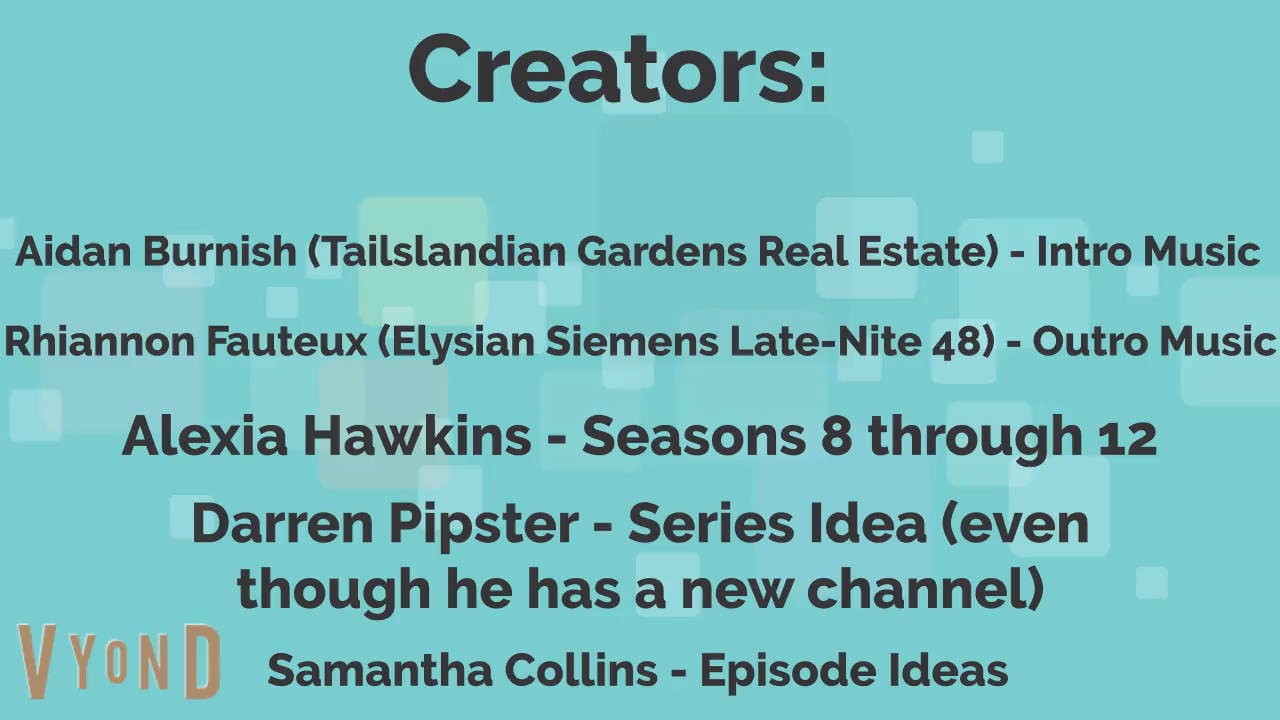 Creators:
Aidan Burnish (Tailslandian Gardens Real Estate) - Intro Music
Rhiannon Fauteux (Elysian Siemens Late-Nite 48) - Outro Music
Alexia Hawkins - Seasons 8 through 12
Darren Pipster - Series Idea (even
though he has a new channel)
Samantha Collins - Episode Ideas
VYOND